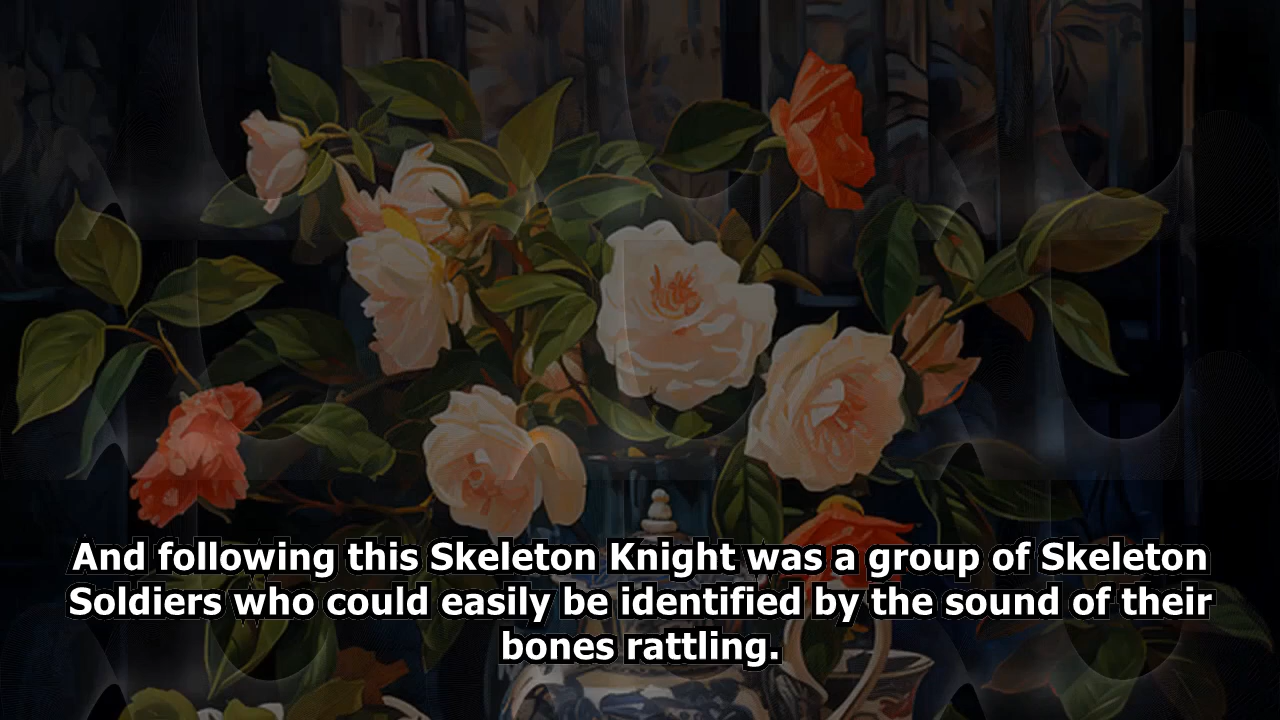 And following this Skeleton Knight was a group of Skeleton
Soldiers who could easily be identified by the sound of their
bones rattling.